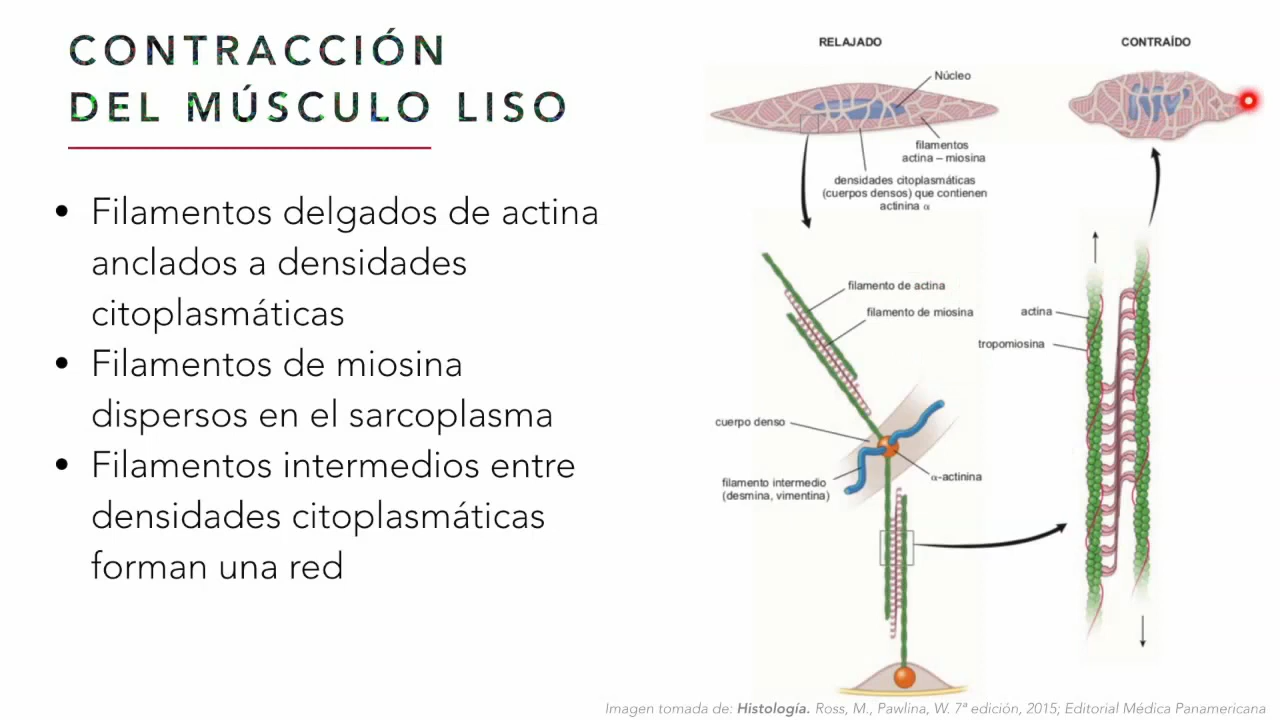 CONTRACCIÓN
DEL MÚSCULO LISO
• Filamentos delgados de actina
anclados a densidades
citoplasmáticas
• Filamentos de miosina
dispersos en el sarcoplasma
• Filamentos intermedios entre
densidades citoplasmáticas
forman una red
RELAJADO
CONTRAÍDO
Núcleo
filamentos
actina – miosina
densidades citoplasmáticas
(cuerpos densos) que contienen
actinina α
filamento de actina
filamento de miosina
actina
tropomiosina
cuerpo denso
filamento intermedio
(desmina, vimentina)
α-actinina
Imagen tomada de: Histología. Ross, M., Pawlina, W. 7ª edición, 2015; Editorial Médica Panamericana